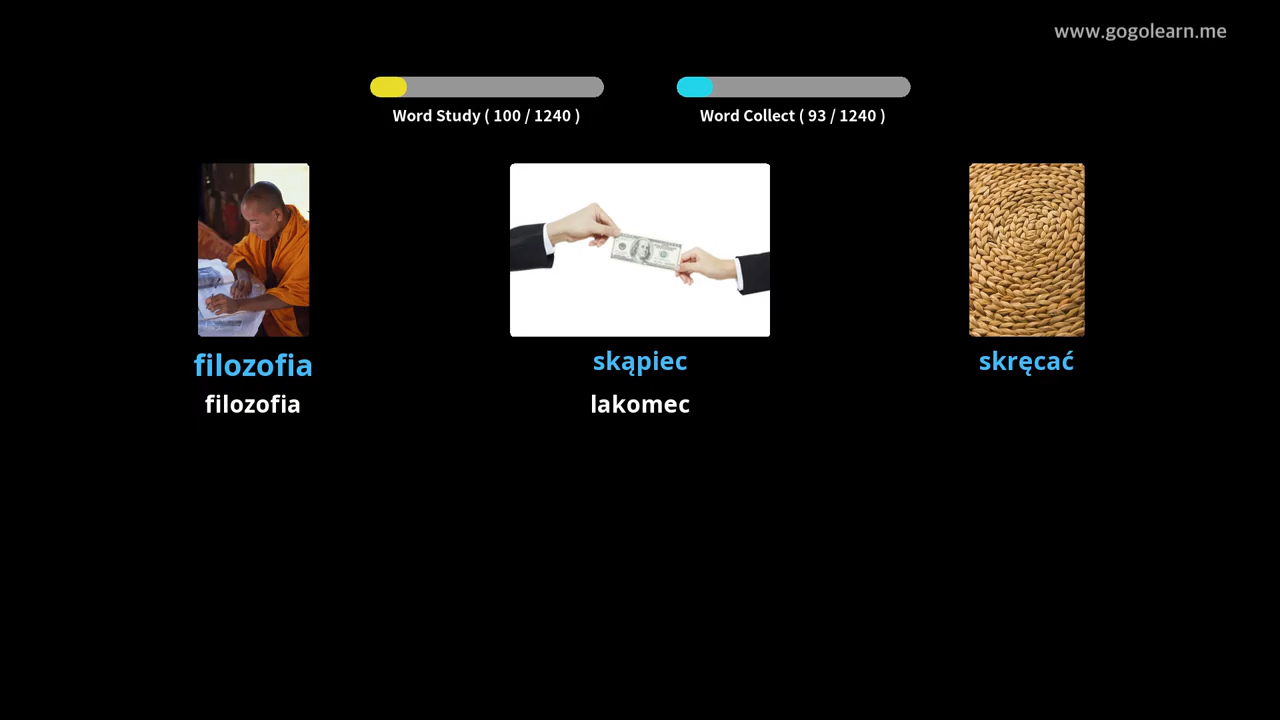 www.gogolearn.me
Word Study ( 100 / 1240 )
Word Collect ( 93 / 1240 )
filozofia
skąpiec
skręcać
filozofia
lakomec